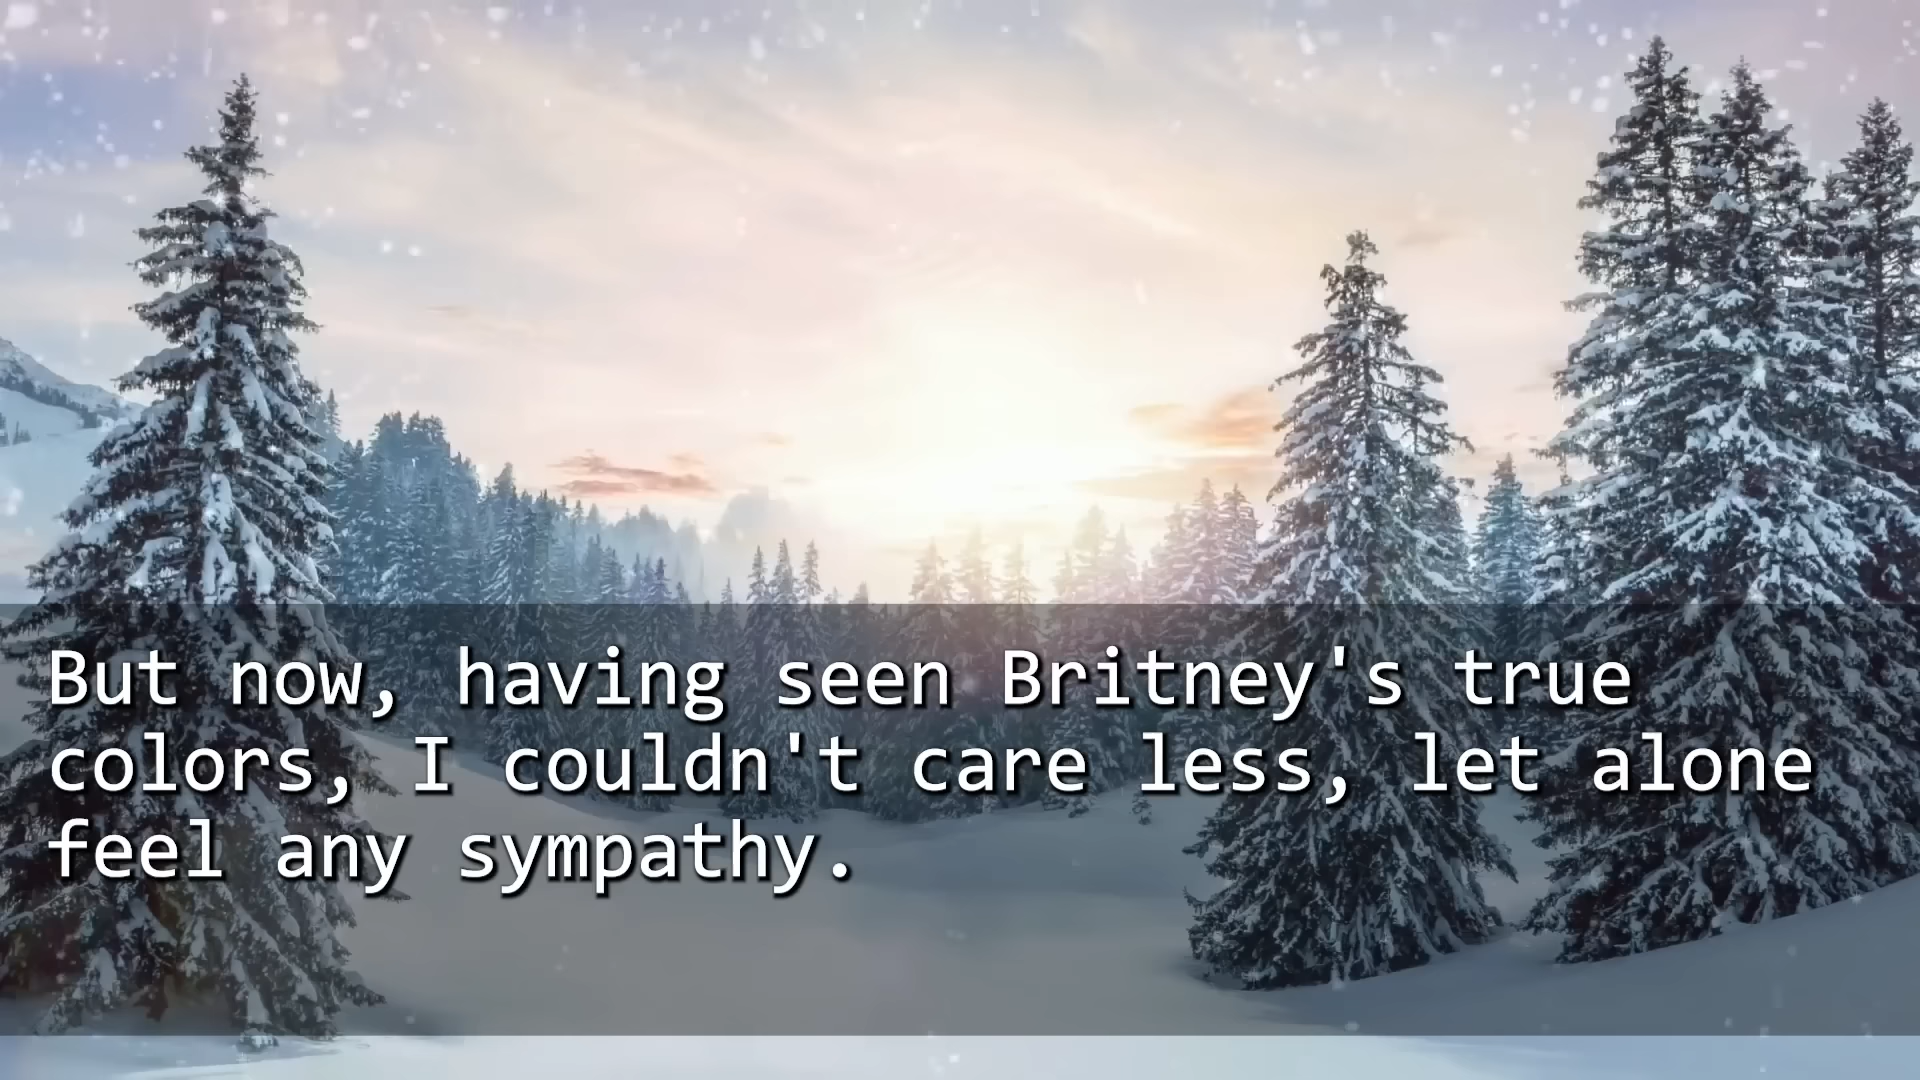 But now, having seen Britney's true
colors, I couldn't care less, let alone
feel any sympathy.